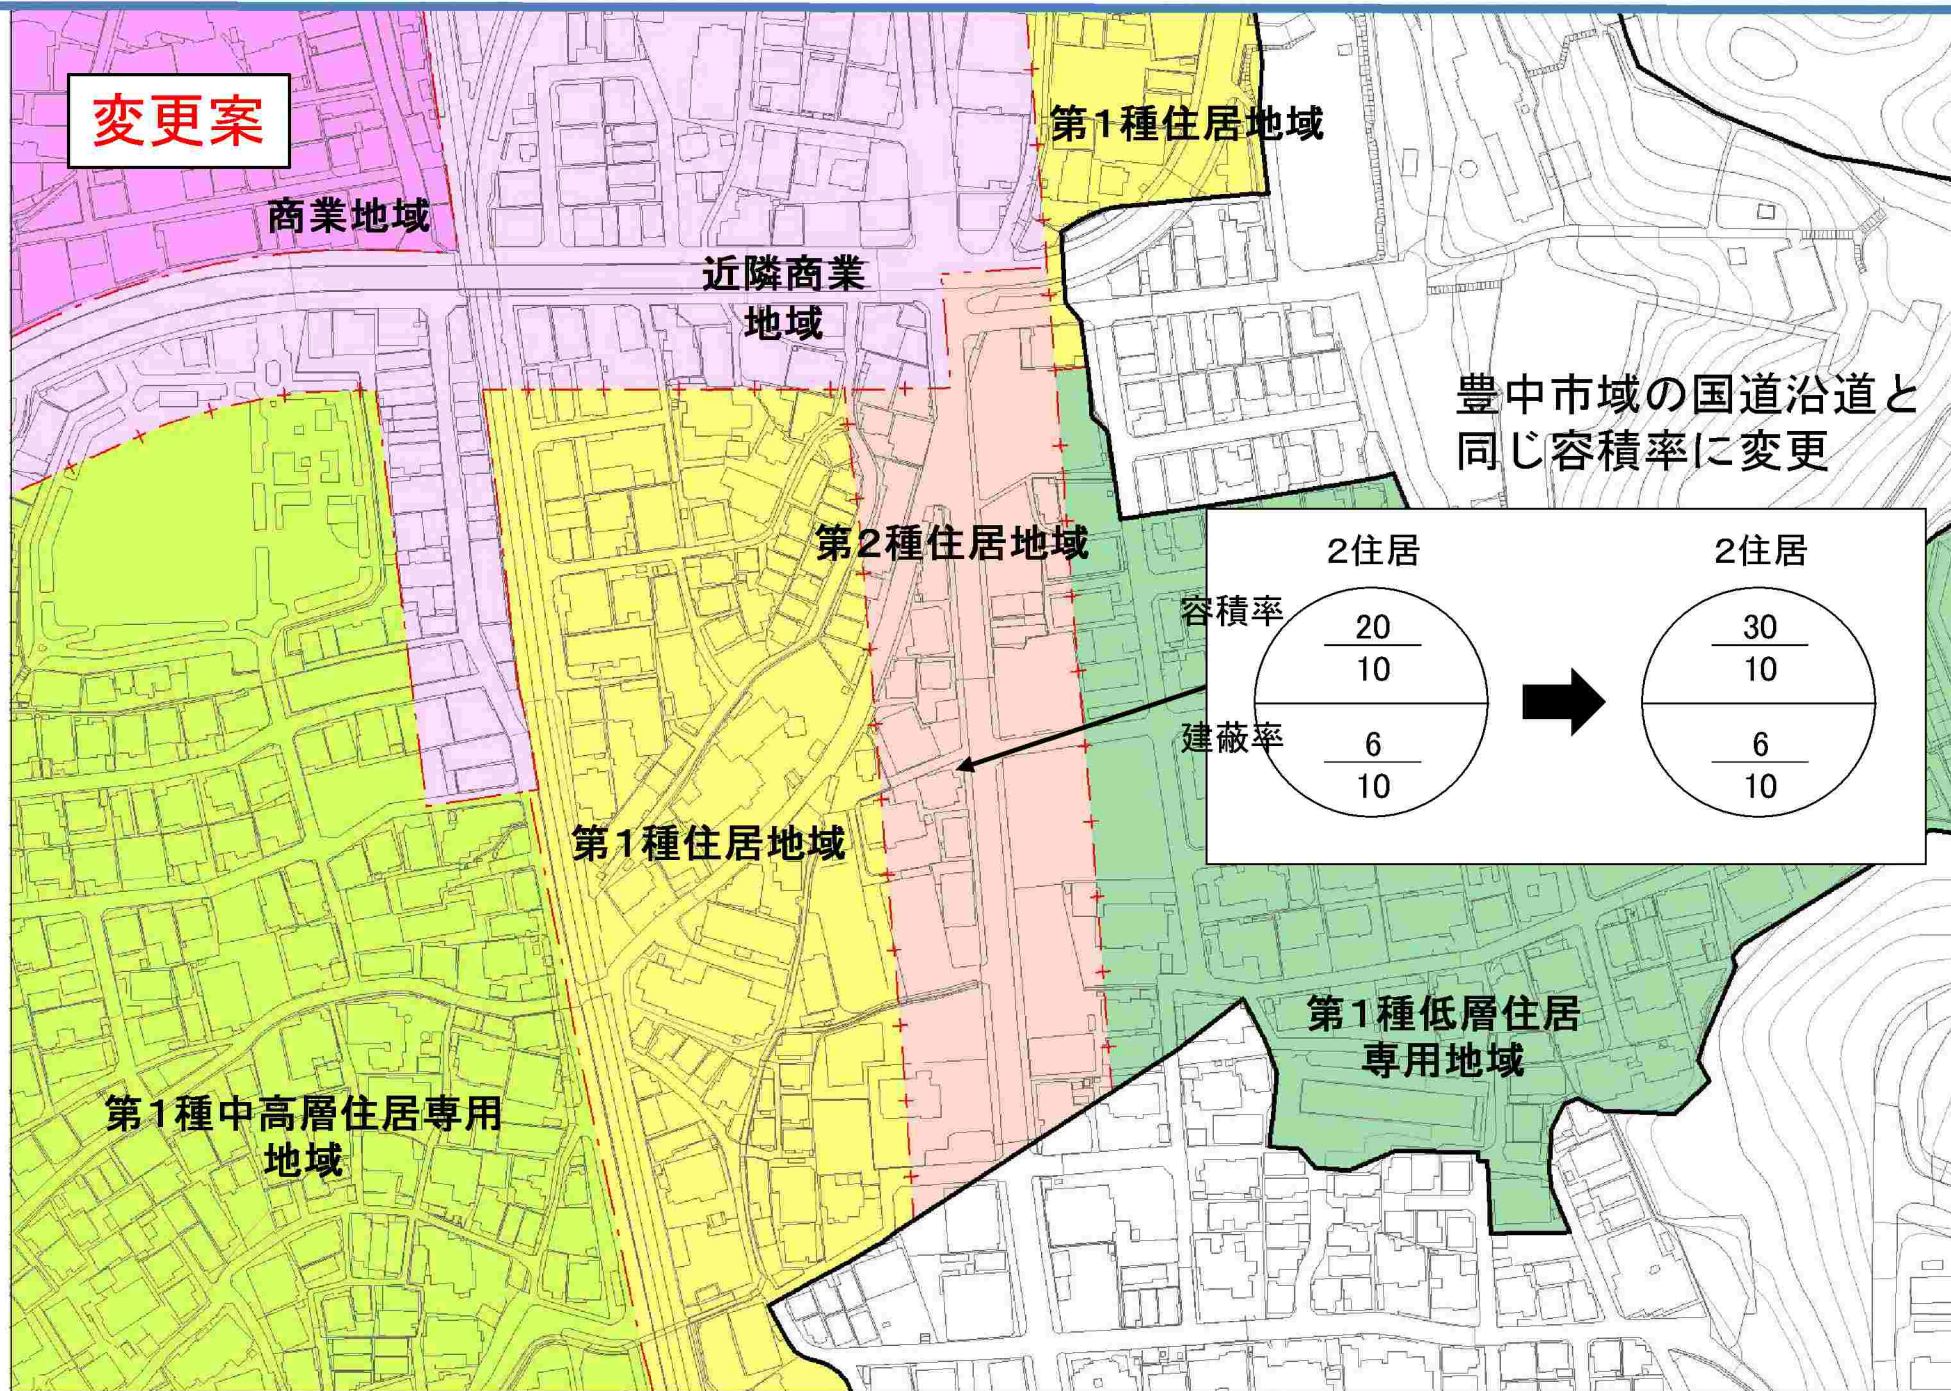 変更案
第1種住居地域
商業地域
近隣商業
地域
豊中市域の国道沿道と
同じ容積率に変更
第2種住居地域
2住居
2住居
容積率
20
10
30
10
建蔽率
6
10
6
10
第1種住居地域
第1種低層住居
専用地域
第1種中高層住居専用
地域